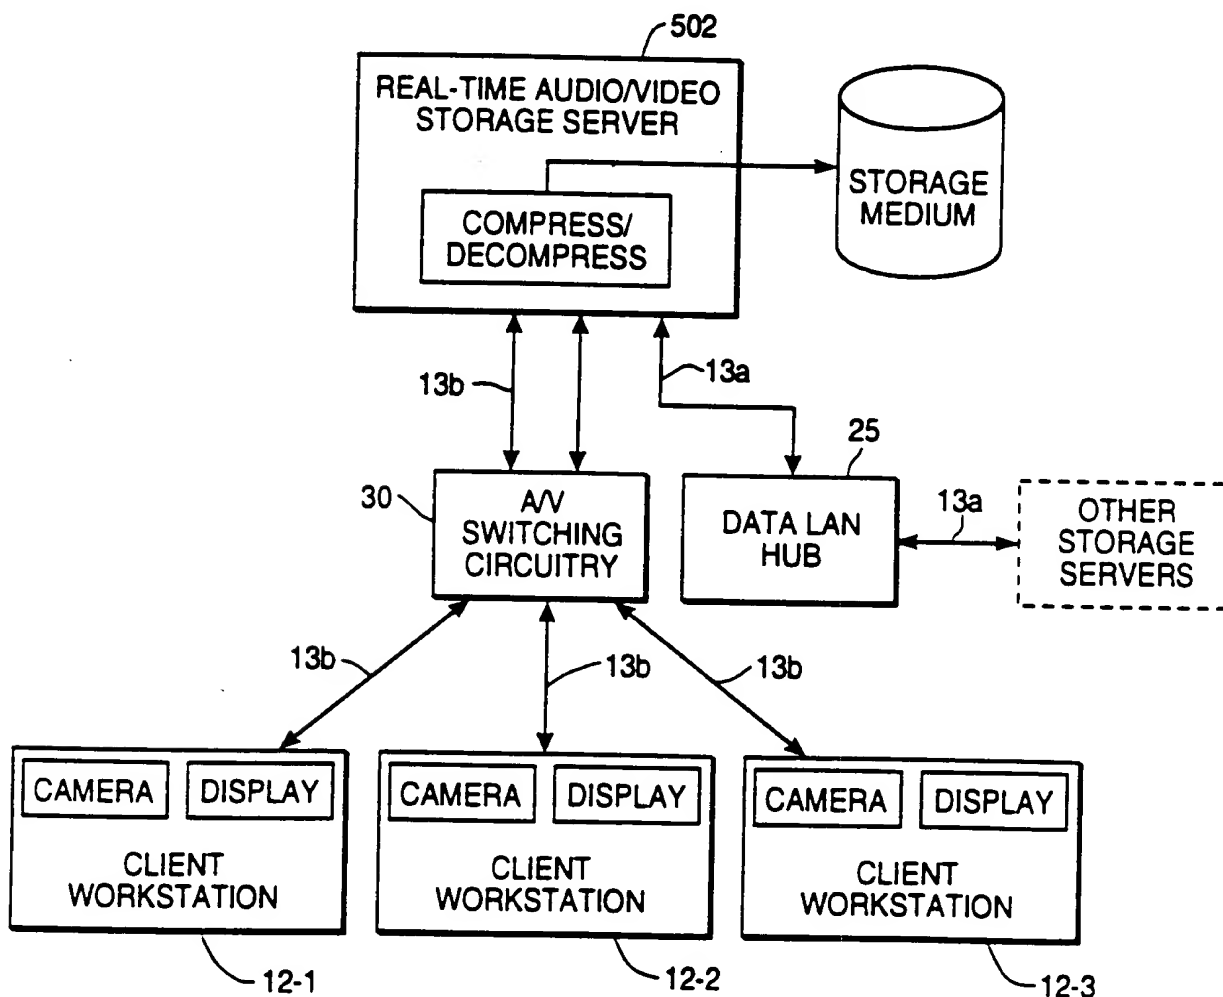 502
REAL-TIME AUDIO/VIDEO
STORAGE SERVER
COMPRESS/
DECOMPRESS
STORAGE
MEDIUM
13b
13a
25
30
A/V
SWITCHING
CIRCUITRY
DATA LAN
HUB
13a
OTHER
STORAGE
SERVERS
13b
13b
13b
CAMERA
DISPLAY
CLIENT
WORKSTATION
CAMERA
DISPLAY
CLIENT
WORKSTATION
CAMERA
DISPLAY
CLIENT
WORKSTATION
12-1
12-2
12-3